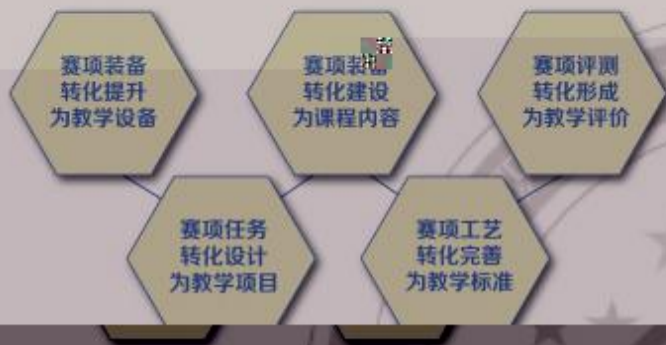 赛项装备
转化提升
为教学设备
赛项装备
转化建设
为课程内容
赛项评测
转化形成
为教学评价
赛项任务
转化设计
为教学项目
赛项工艺
转化完善
为教学标准